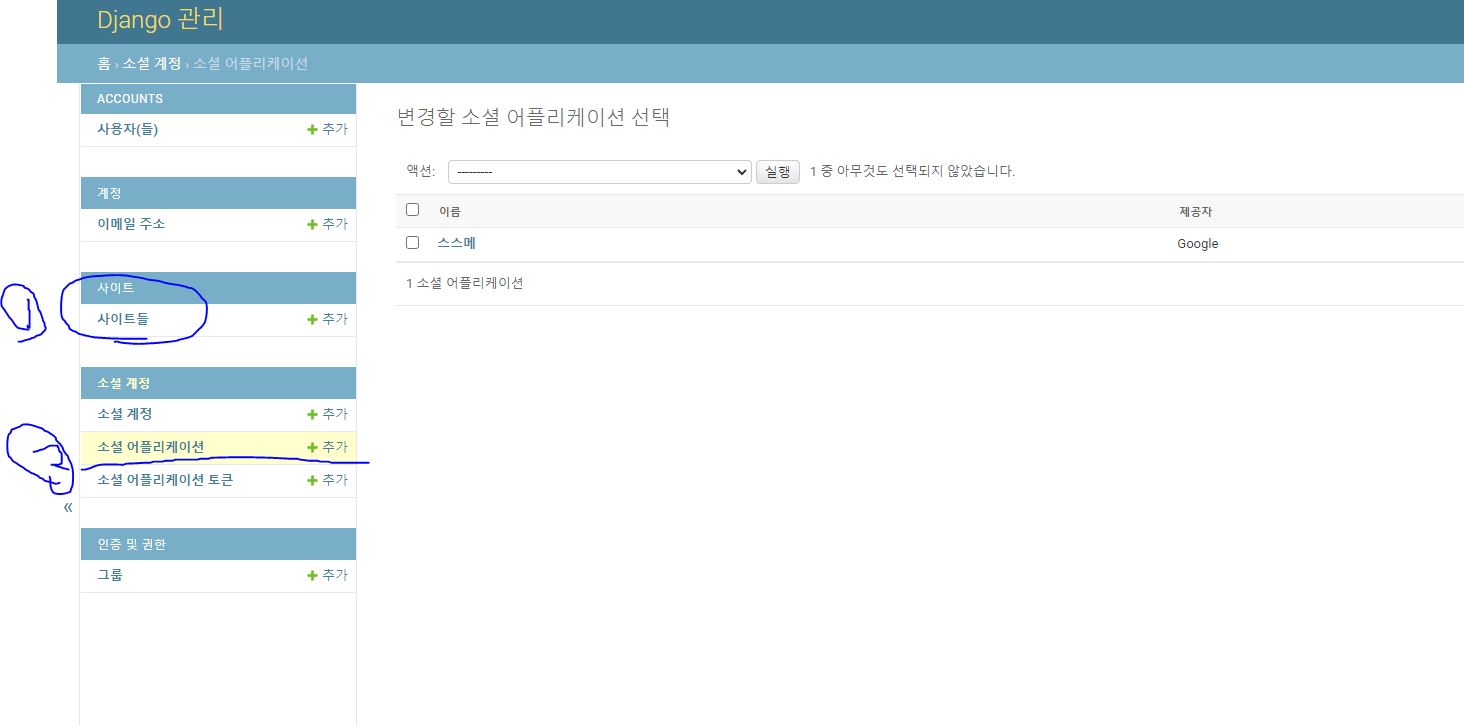 Django 관리
홈 › 소셜 계정 › 소셜 어플리케이션
ACCOUNTS
사용자(들) + 추가
계정
이메일 주소 + 추가
1
사이트
사이트들 + 추가
소셜 계정
소셜 계정 + 추가
2
소셜 어플리케이션 + 추가
소셜 어플리케이션 토큰 + 추가
«
인증 및 권한
그룹 + 추가
변경할 소셜 어플리케이션 선택
액션: --------- 실행 1 중 아무것도 선택되지 않았습니다.
이름 제공자
스스메 Google
1 소셜 어플리케이션